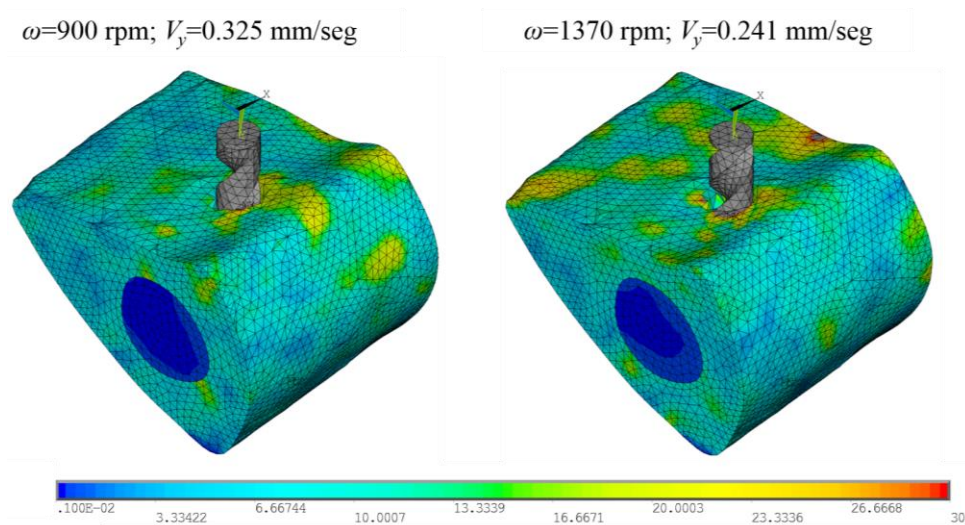 ω=900 rpm; Vy=0.325 mm/seg
ω=1370 rpm; Vy=0.241 mm/seg
X
X
.100E-02 3.33422 6.66744 10.0007 13.3339 16.6671 20.0003 23.3336 26.6668 30